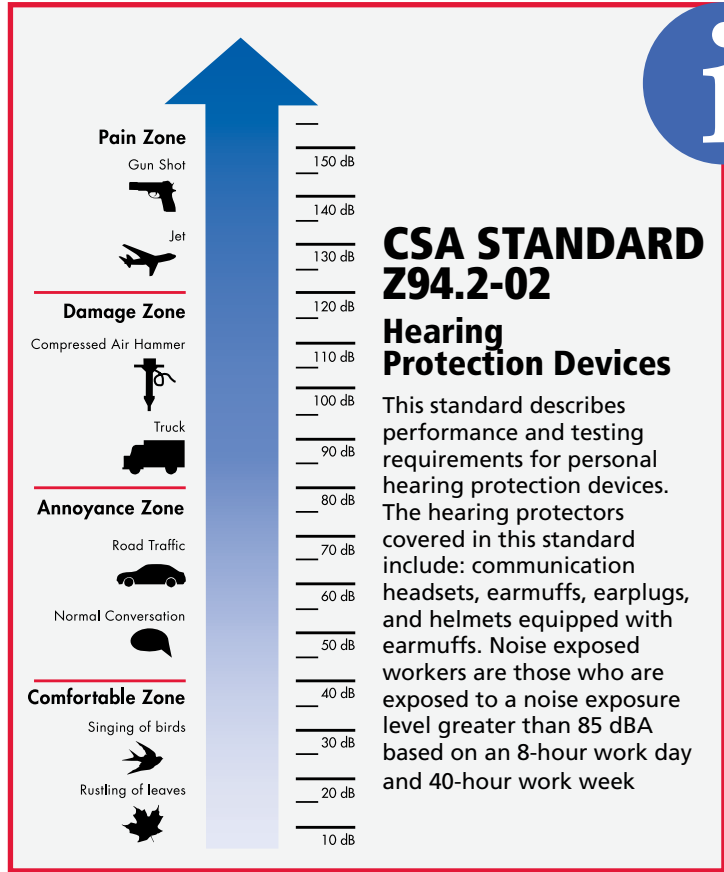 i
Pain Zone
Gun Shot
Jet
Damage Zone
Compressed Air Hammer
Truck
Annoyance Zone
Road Traffic
Normal Conversation
Comfortable Zone
Singing of birds
Rustling of leaves
150 dB
140 dB
130 dB
120 dB
110 dB
100 dB
90 dB
80 dB
70 dB
60 dB
50 dB
40 dB
30 dB
20 dB
10 dB
CSA STANDARD
Z94.2-02
Hearing
Protection Devices
This standard describes
performance and testing
requirements for personal
hearing protection devices.
The hearing protectors
covered in this standard
include: communication
headsets, earmuffs, earplugs,
and helmets equipped with
earmuffs. Noise exposed
workers are those who are
exposed to a noise exposure
level greater than 85 dBA
based on an 8-hour work day
and 40-hour work week